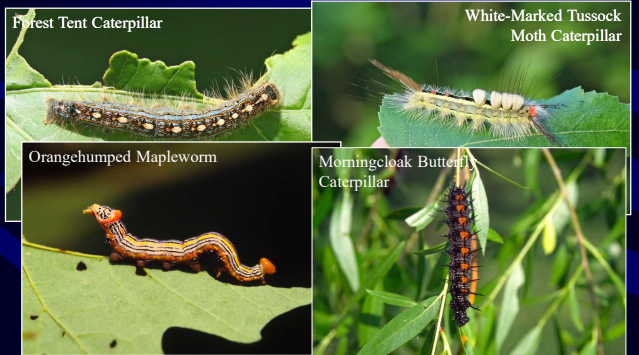 Forest Tent Caterpillar
White-Marked Tussock
Moth Caterpillar
Orangehumped Mapleworm
Morningcloak Butterfly
Caterpillar